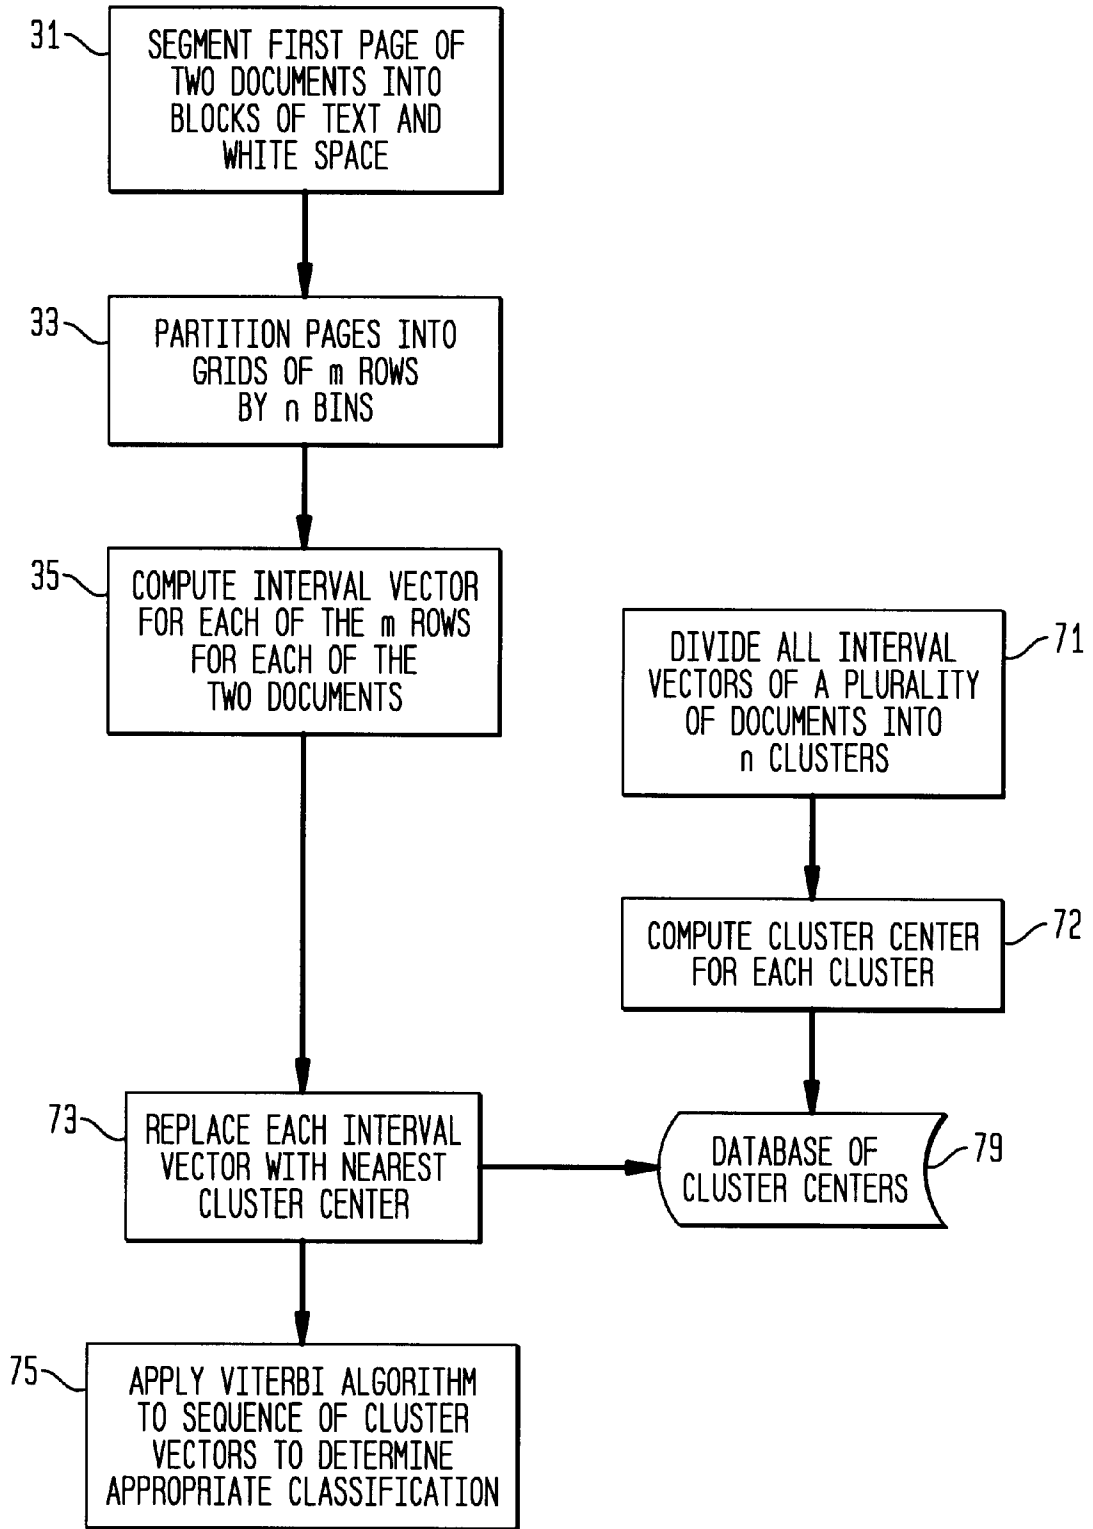 31
SEGMENT FIRST PAGE OF
TWO DOCUMENTS INTO
BLOCKS OF TEXT AND
WHITE SPACE
33
PARTITION PAGES INTO
GRIDS OF m ROWS
BY n BINS
35
COMPUTE INTERVAL VECTOR
FOR EACH OF THE m ROWS
FOR EACH OF THE
TWO DOCUMENTS
71
DIVIDE ALL INTERVAL
VECTORS OF A PLURALITY
OF DOCUMENTS INTO
n CLUSTERS
72
COMPUTE CLUSTER CENTER
FOR EACH CLUSTER
73
REPLACE EACH INTERVAL
VECTOR WITH NEAREST
CLUSTER CENTER
79
DATABASE OF
CLUSTER CENTERS
75
APPLY VITERBI ALGORITHM
TO SEQUENCE OF CLUSTER
VECTORS TO DETERMINE
APPROPRIATE CLASSIFICATION